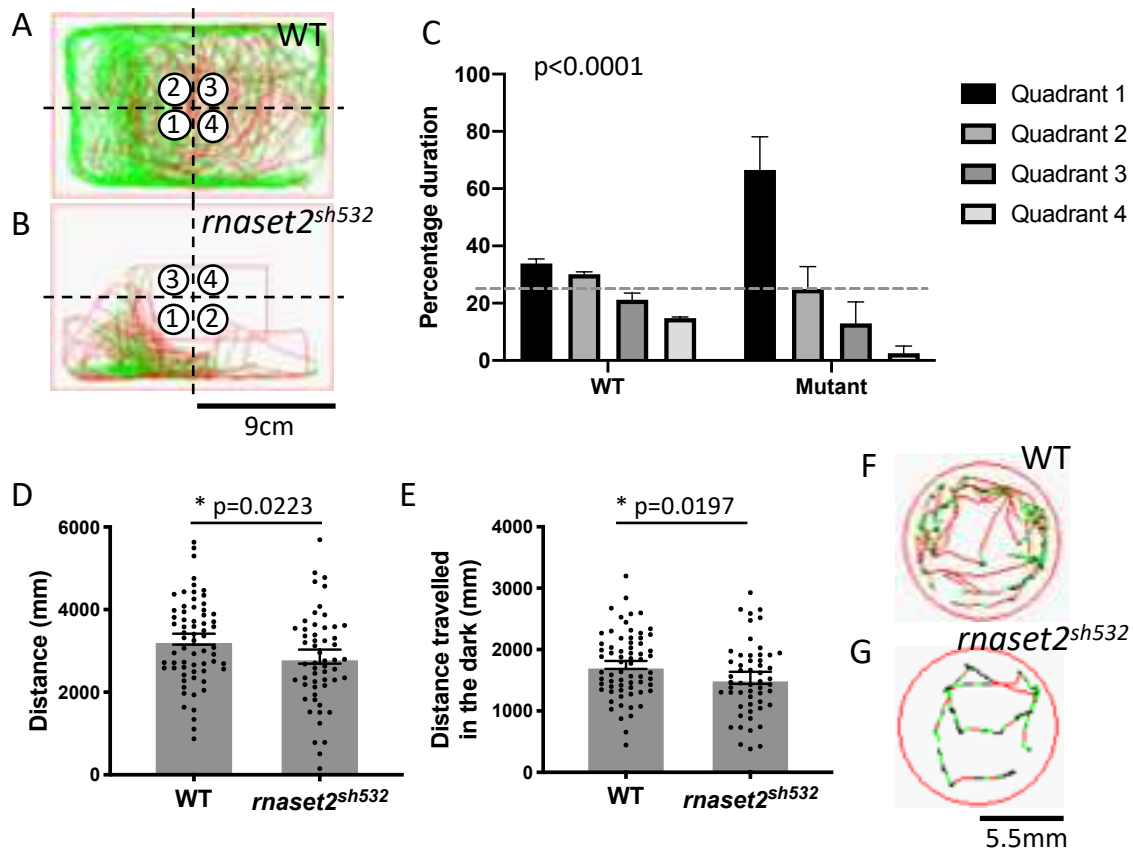 A
WT
2 3
1 4
B
rnaset2sh532
3 4
1 2
9cm
C
p<0.0001
Percentage duration
100
80
60
40
20
0
WT Mutant
Quadrant 1
Quadrant 2
Quadrant 3
Quadrant 4
D
* p=0.0223
Distance (mm)
6000
4000
2000
0
WT rnaset2sh532
E
* p=0.0197
Distance travelled
in the dark (mm)
4000
3000
2000
1000
0
WT rnaset2sh532
F
WT
G
rnaset2sh532
5.5mm